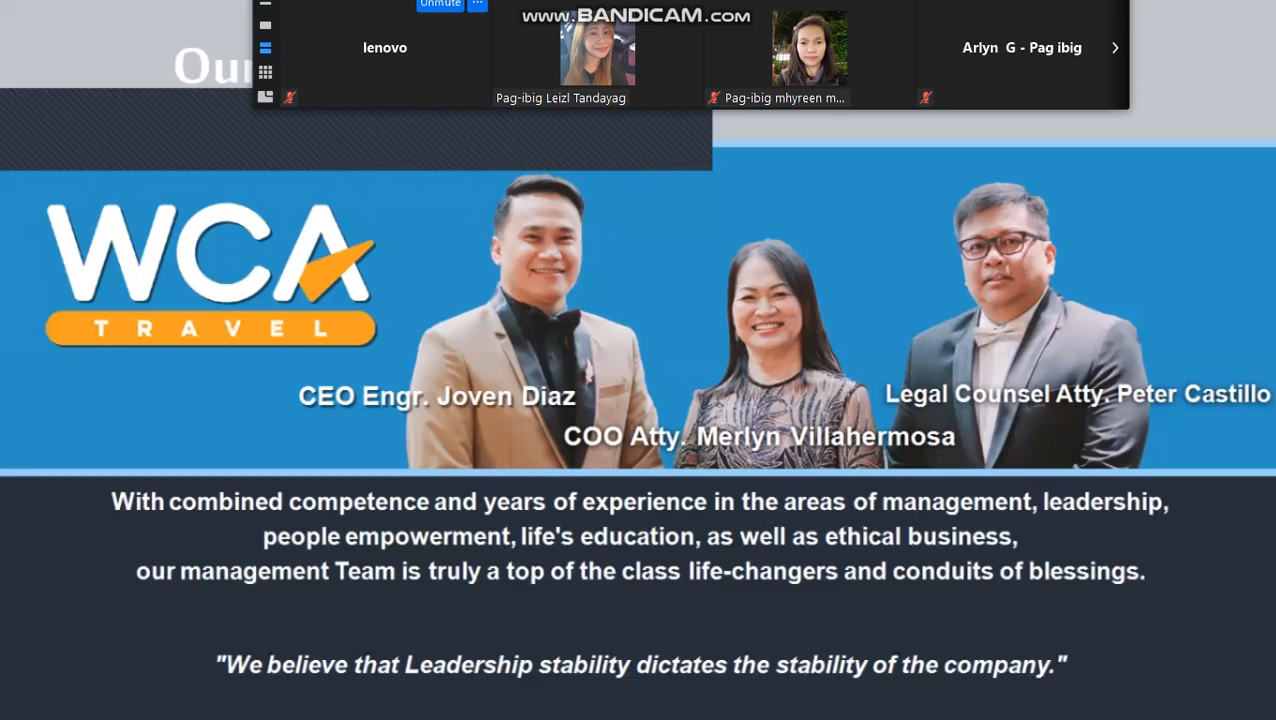 Unmute ...
www.BANDICAM.com
Our
lenovo
Arlyn G - Pag ibig
Pag-ibig Leizl Tandayag
Pag-ibig mhyreen m...
WCA
TRAVEL
CEO Engr. Joven Diaz
Legal Counsel Atty. Peter Castillo
COO Atty. Merlyn Villahermosa
With combined competence and years of experience in the areas of management, leadership,
people empowerment, life's education, as well as ethical business,
our management Team is truly a top of the class life-changers and conduits of blessings.
"We believe that Leadership stability dictates the stability of the company."